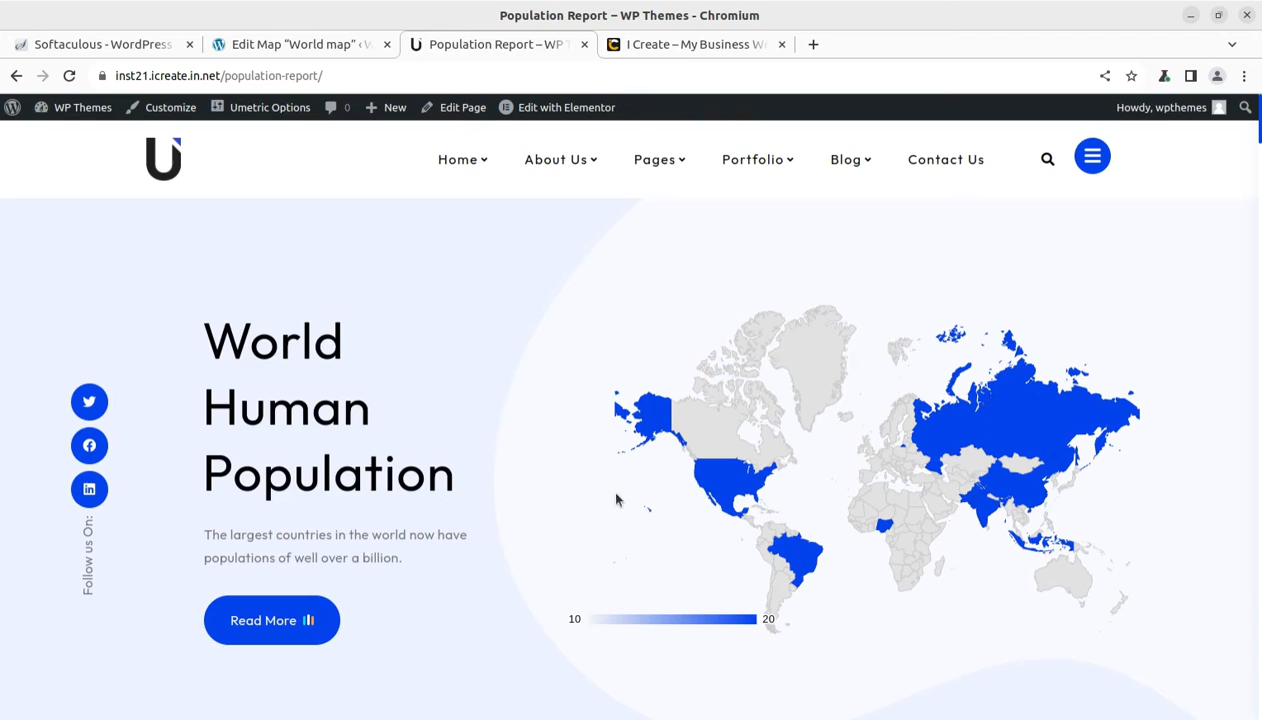 Population Report – WP Themes - Chromium
Softaculous - WordPress
Edit Map “World map” ‹ W
Population Report – WP T
I Create – My Business W
inst21.icreate.in.net/population-report/
WP Themes
Customize
Umetric Options
0
New
Edit Page
Edit with Elementor
Howdy, wpthemes
Home
About Us
Pages
Portfolio
Blog
Contact Us
World
Human
Population
The largest countries in the world now have
populations of well over a billion.
Read More
Follow us On:
10
20